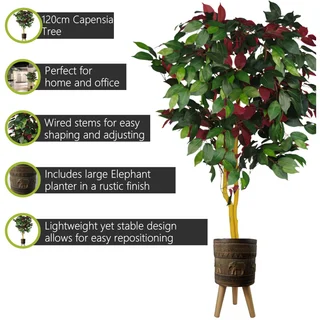 120cm Capensia
Tree
Perfect for
home and office
Wired stems for easy
shaping and adjusting
Includes large Elephant
planter in a rustic finish
Lightweight yet stable design
allows for easy repositioning